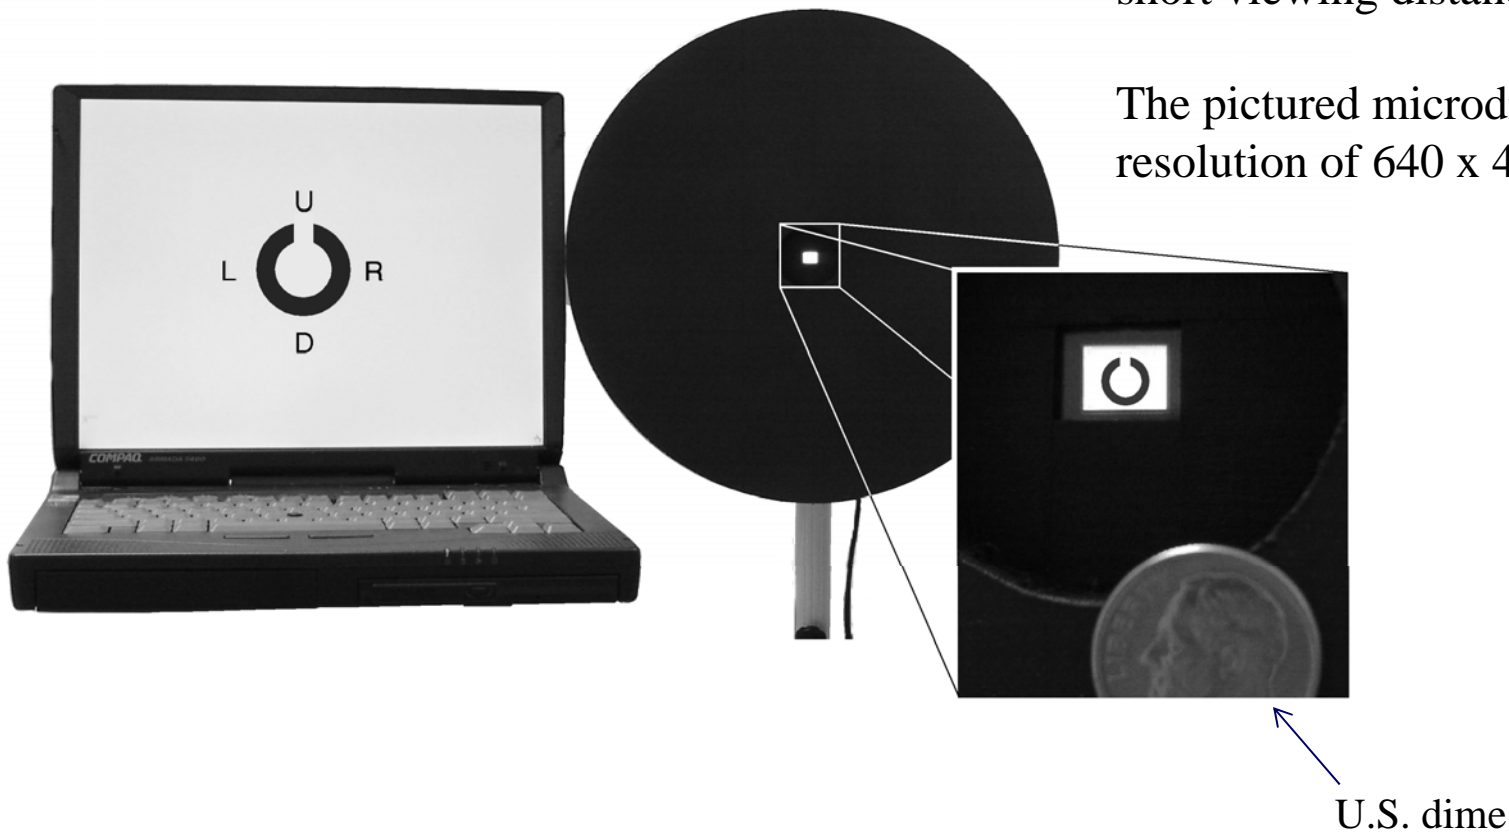 short viewing distan
The pictured microd
resolution of 640 x 4
U
L R
D
COMPAQ
U.S. dime